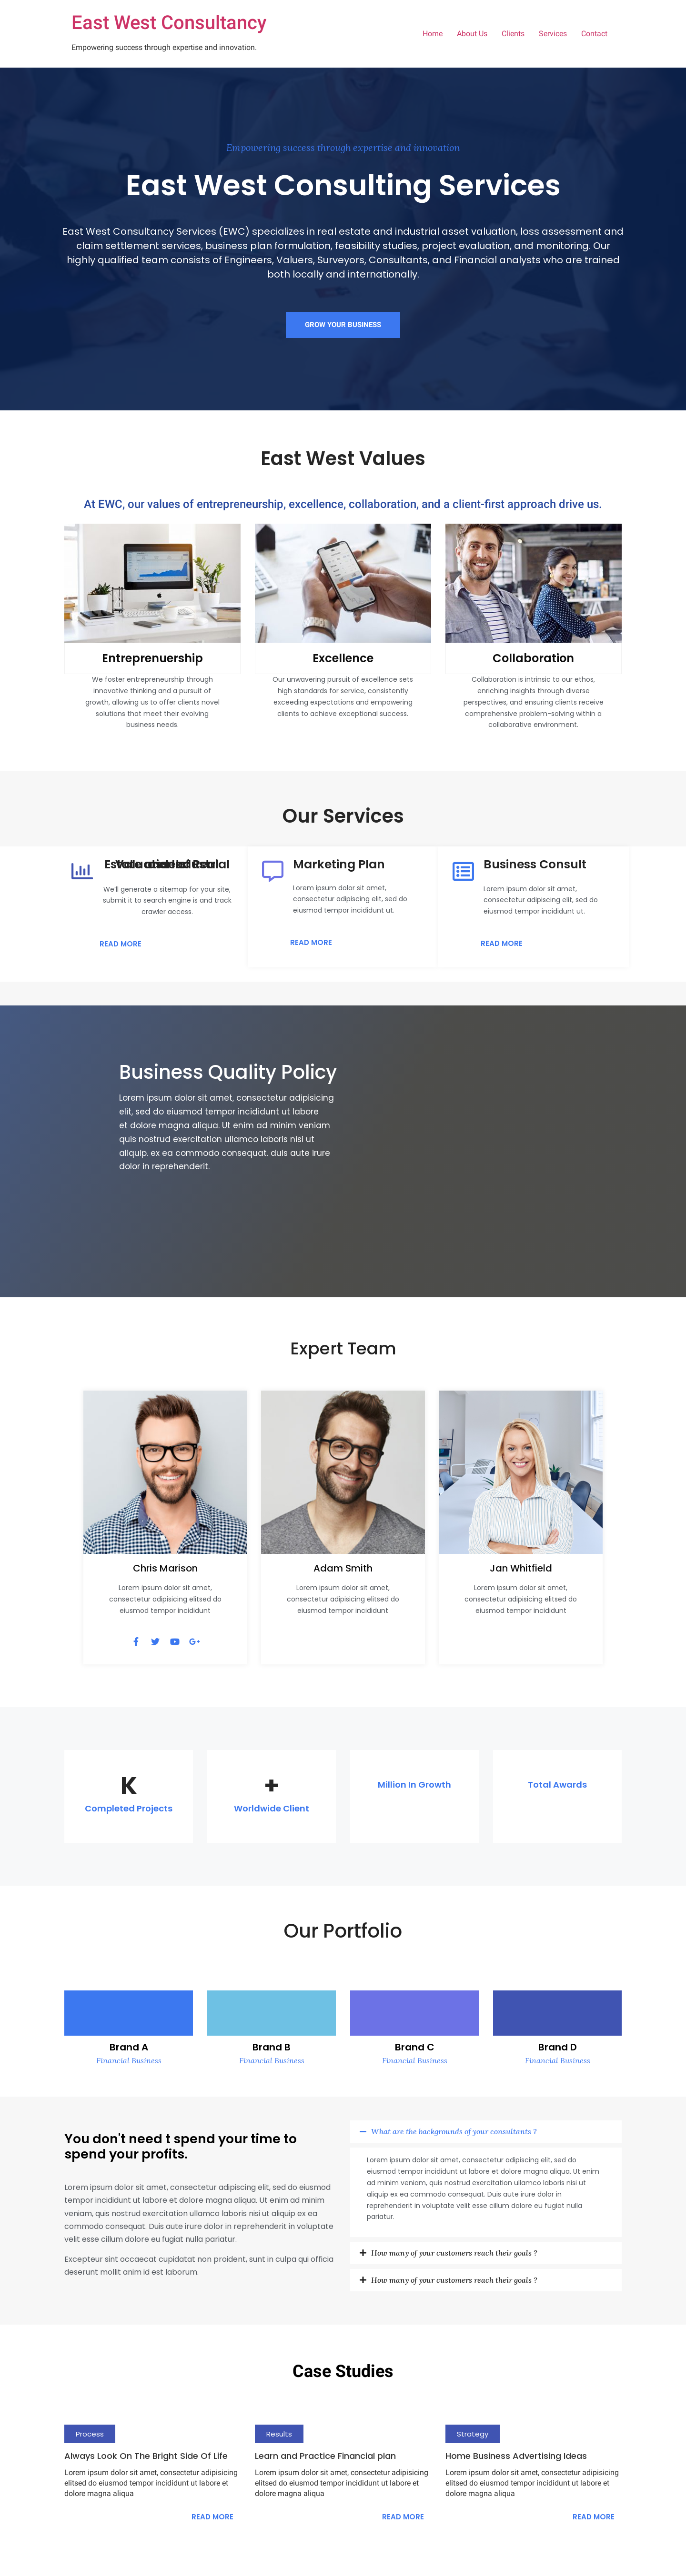 East West Consultancy
Empowering success through expertise and innovation.
Home About Us Clients Services Contact
Empowering success through expertise and innovation
East West Consulting Services
East West Consultancy Services (EWC) specializes in real estate and industrial asset valuation, loss assessment and
claim settlement services, business plan formulation, feasibility studies, project evaluation, and monitoring. Our
highly qualified team consists of Engineers, Valuers, Surveyors, Consultants, and Financial analysts who are trained
both locally and internationally.
GROW YOUR BUSINESS
East West Values
At EWC, our values of entrepreneurship, excellence, collaboration, and a client-first approach drive us.
Entreprenuership
We foster entrepreneurship through
innovative thinking and a pursuit of
growth, allowing us to offer clients novel
solutions that meet their evolving
business needs.
Excellence
Our unwavering pursuit of excellence sets
high standards for service, consistently
exceeding expectations and empowering
clients to achieve exceptional success.
Collaboration
Collaboration is intrinsic to our ethos,
enriching insights through diverse
perspectives, and ensuring clients receive
comprehensive problem-solving within a
collaborative environment.
Our Services
We'll generate a sitemap for your site,
submit it to search engine is and track
crawler access.
READ MORE
Marketing Plan
Lorem ipsum dolor sit amet,
consectetur adipiscing elit, sed do
eiusmod tempor incididunt ut.
READ MORE
Business Consult
Lorem ipsum dolor sit amet,
consectetur adipiscing elit, sed do
eiusmod tempor incididunt ut.
READ MORE
Business Quality Policy
Lorem Ipsum dolor sit amet, consectetur adipisicing
elit, sed do eiusmod tempor incididunt ut labore
et dolore magna aliqua. Ut enim ad minim veniam
quis nostrud exercitation ullamco laboris nisi ut
aliquip. ex ea commodo consequat. duis aute irure
dolor in reprehenderit.
Expert Team
Chris Marison
Lorem ipsum dolor sit amet,
consectetur adipisicing elitsed do
eiusmod tempor incididunt
Adam Smith
Lorem ipsum dolor sit amet,
consectetur adipisicing elitsed do
eiusmod tempor incididunt
Jan Whitfield
Lorem ipsum dolor sit amet,
consectetur adipisicing elitsed do
eiusmod tempor incididunt
K
Completed Projects
+
Worldwide Client
Million In Growth
Total Awards
Our Portfolio
Brand A
Financial Business
Brand B
Financial Business
Brand C
Financial Business
Brand D
Financial Business
You don't need t spend your time to
spend your profits.
Lorem ipsum dolor sit amet, consectetur adipiscing elit, sed do eiusmod
tempor incididunt ut labore et dolore magna aliqua. Ut enim ad minim
veniam, quis nostrud exercitation ullamco laboris nisi ut aliquip ex ea
commodo consequat. Duis aute irure dolor in reprehenderit in voluptate
velit esse cillum dolore eu fugiat nulla pariatur.
Excepteur sint occaecat cupidatat non proident, sunt in culpa qui officia
deserunt mollit anim id est laborum.
What are the backgrounds of your consultants ?
Lorem ipsum dolor sit amet, consectetur adipiscing elit, sed do
eiusmod tempor incididunt ut labore et dolore magna aliqua. Ut enim
ad minim veniam, quis nostrud exercitation ullamco laboris nisi ut
aliquip ex ea commodo consequat. Duis aute irure dolor in
reprehenderit in voluptate velit esse cillum dolore eu fugiat nulla
pariatur.
How many of your customers reach their goals ?
How many of your customers reach their goals ?
Case Studies
Process
Always Look On The Bright Side Of Life
Lorem ipsum dolor sit amet, consectetur adipisicing
elitsed do eiusmod tempor incididunt ut labore et
dolore magna aliqua
READ MORE
Results
Learn and Practice Financial plan
Lorem ipsum dolor sit amet, consectetur adipisicing
elitsed do eiusmod tempor incididunt ut labore et
dolore magna aliqua
READ MORE
Strategy
Home Business Advertising Ideas
Lorem ipsum dolor sit amet, consectetur adipisicing
elitsed do eiusmod tempor incididunt ut labore et
dolore magna aliqua
READ MORE